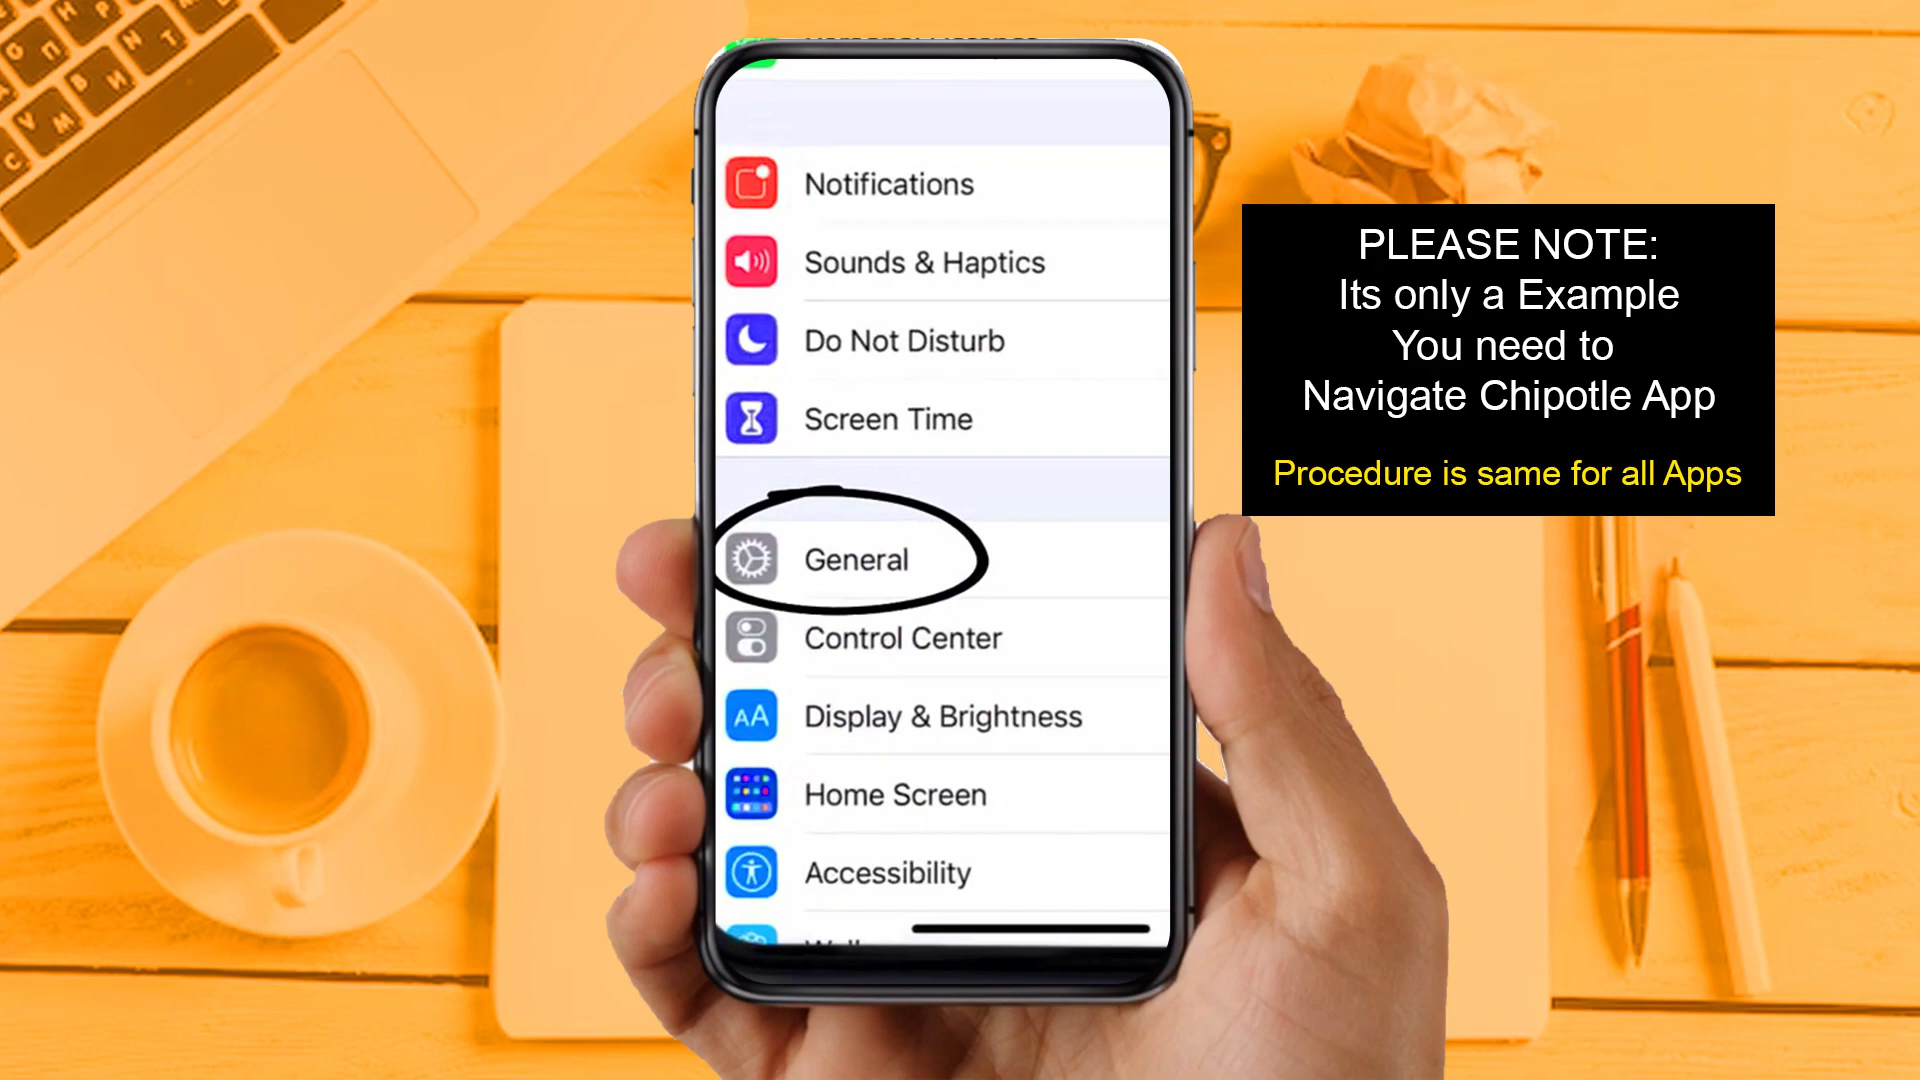 Notifications
Sounds & Haptics
Do Not Disturb
Screen Time
General
Control Center
AA Display & Brightness
Home Screen
Accessibility
PLEASE NOTE:
Its only a Example
You need to
Navigate Chipotle App
Procedure is same for all Apps